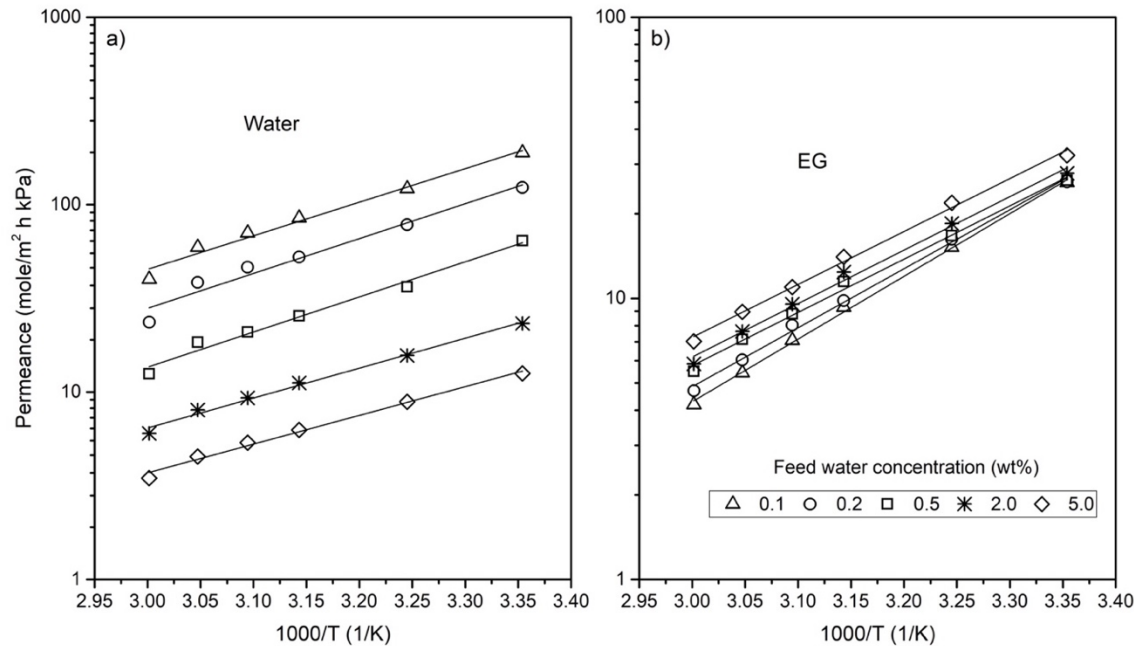 a)
Water
1000
100
10
1
Permeance (mole/m² h kPa)
2.95 3.00 3.05 3.10 3.15 3.20 3.25 3.30 3.35 3.40
1000/T (1/K)
b)
EG
100
10
1
Feed water concentration (wt%)
0.1 0.2 0.5 2.0 5.0
2.95 3.00 3.05 3.10 3.15 3.20 3.25 3.30 3.35 3.40
1000/T (1/K)